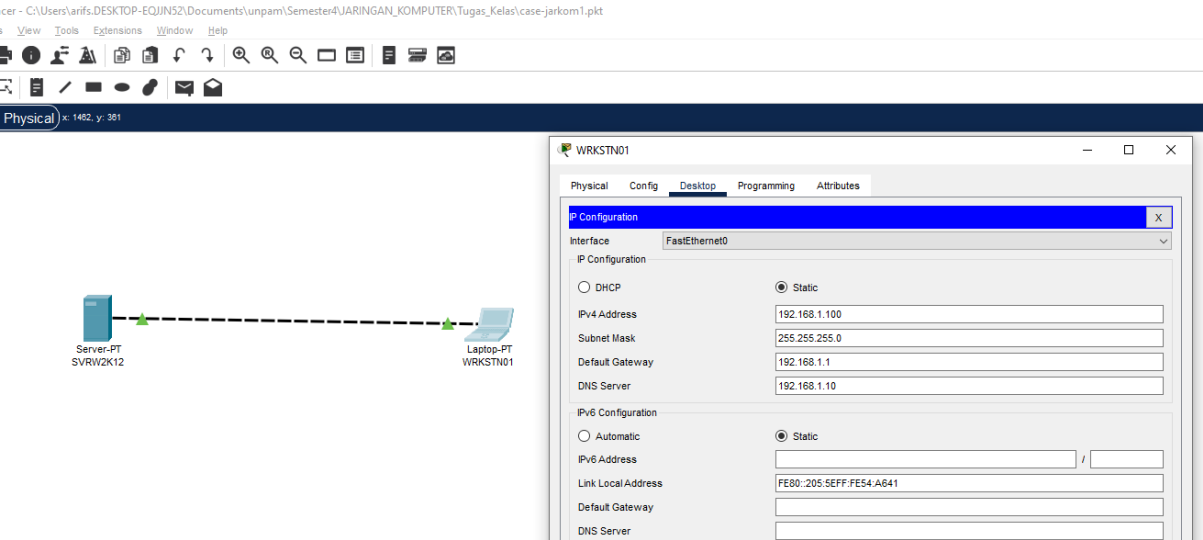 cer - C:\Users\arifs.DESKTOP-EQJJN52\Documents\unpam\Semester4\JARINGAN_KOMPUTER\Tugas_Kelas\case-jarkom1.pkt
s View Tools Extensions Window Help
Physical x: 1462, y: 361
WRKSTN01
Physical Config Desktop Programming Attributes
IP Configuration X
Interface FastEthernet0
IP Configuration
DHCP Static
IPv4 Address 192.168.1.100
Subnet Mask 255.255.255.0
Default Gateway 192.168.1.1
DNS Server 192.168.1.10
IPv6 Configuration
Automatic Static
IPv6 Address /
Link Local Address FE80::205:5EFF:FE54:A641
Default Gateway
DNS Server
Server-PT
SVRW2K12
Laptop-PT
WRKSTN01